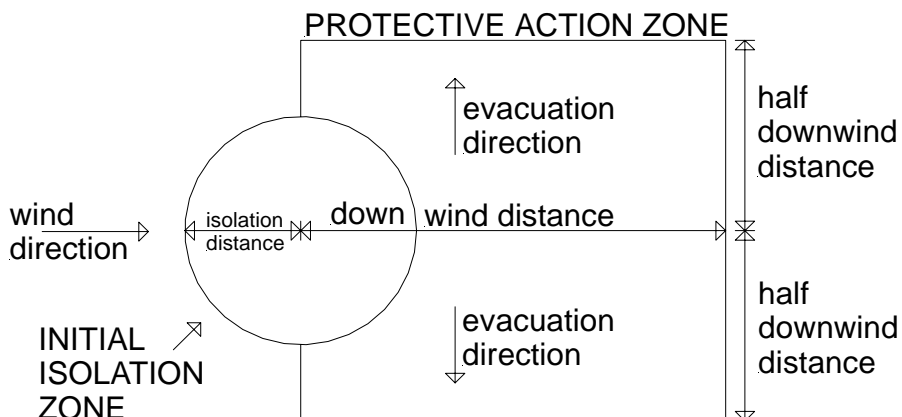 PROTECTIVE ACTION ZONE
evacuation
direction
half
downwind
distance
wind
direction
isolation
distance
down wind distance
evacuation
direction
half
downwind
distance
INITIAL
ISOLATION
ZONE